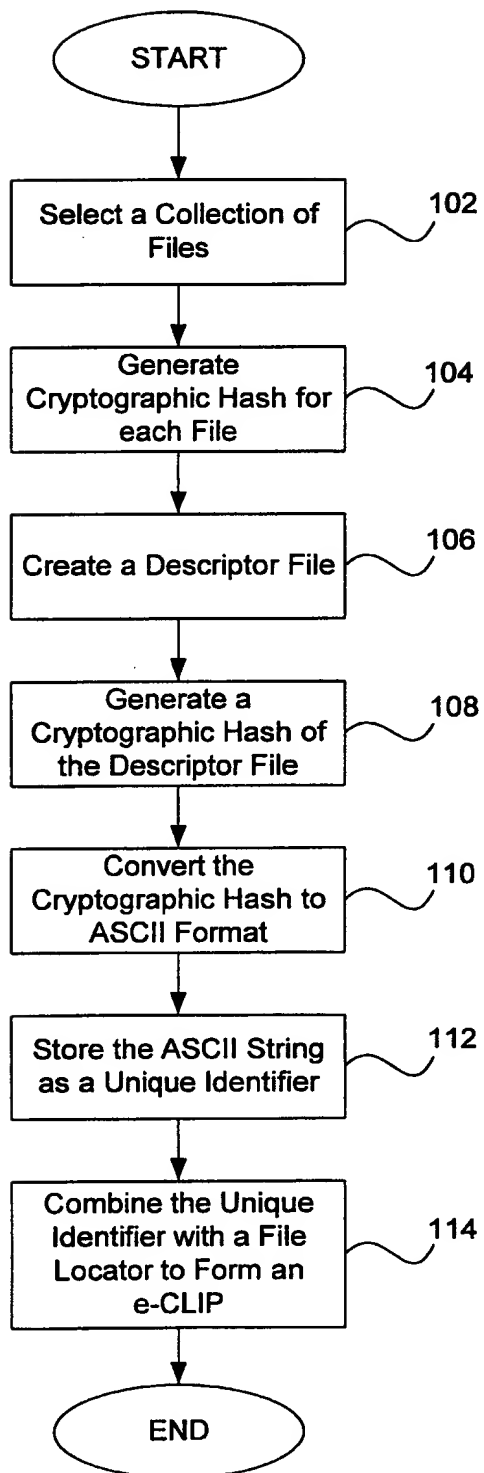 START
Select a Collection of
Files
102
Generate
Cryptographic Hash for
each File
104
Create a Descriptor File
106
Generate a
Cryptographic Hash of
the Descriptor File
108
Convert the
Cryptographic Hash to
ASCII Format
110
Store the ASCII String
as a Unique Identifier
112
Combine the Unique
Identifier with a File
Locator to Form an
e-CLIP
114
END